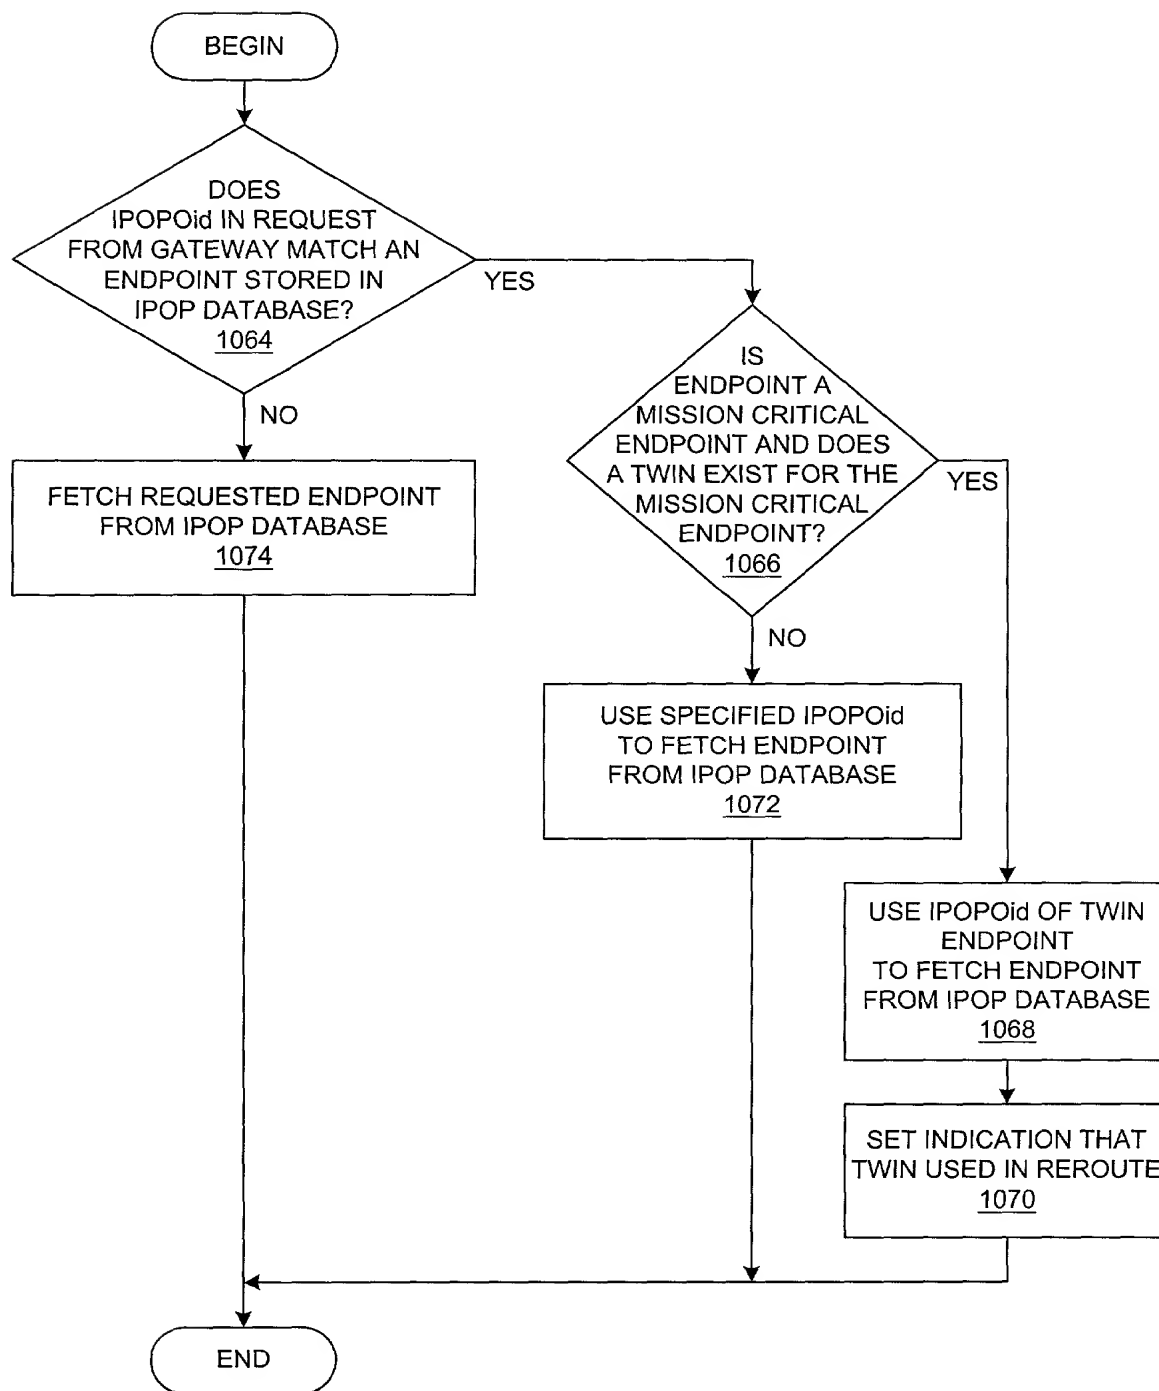 BEGIN
DOES
IPOPOid IN REQUEST
FROM GATEWAY MATCH AN
ENDPOINT STORED IN
IPOP DATABASE?
1064
YES
NO
IS
ENDPOINT A
MISSION CRITICAL
ENDPOINT AND DOES
A TWIN EXIST FOR THE
MISSION CRITICAL
ENDPOINT?
1066
YES
NO
FETCH REQUESTED ENDPOINT
FROM IPOP DATABASE
1074
USE SPECIFIED IPOPOid
TO FETCH ENDPOINT
FROM IPOP DATABASE
1072
USE IPOPOid OF TWIN
ENDPOINT
TO FETCH ENDPOINT
FROM IPOP DATABASE
1068
SET INDICATION THAT
TWIN USED IN REROUTE
1070
END